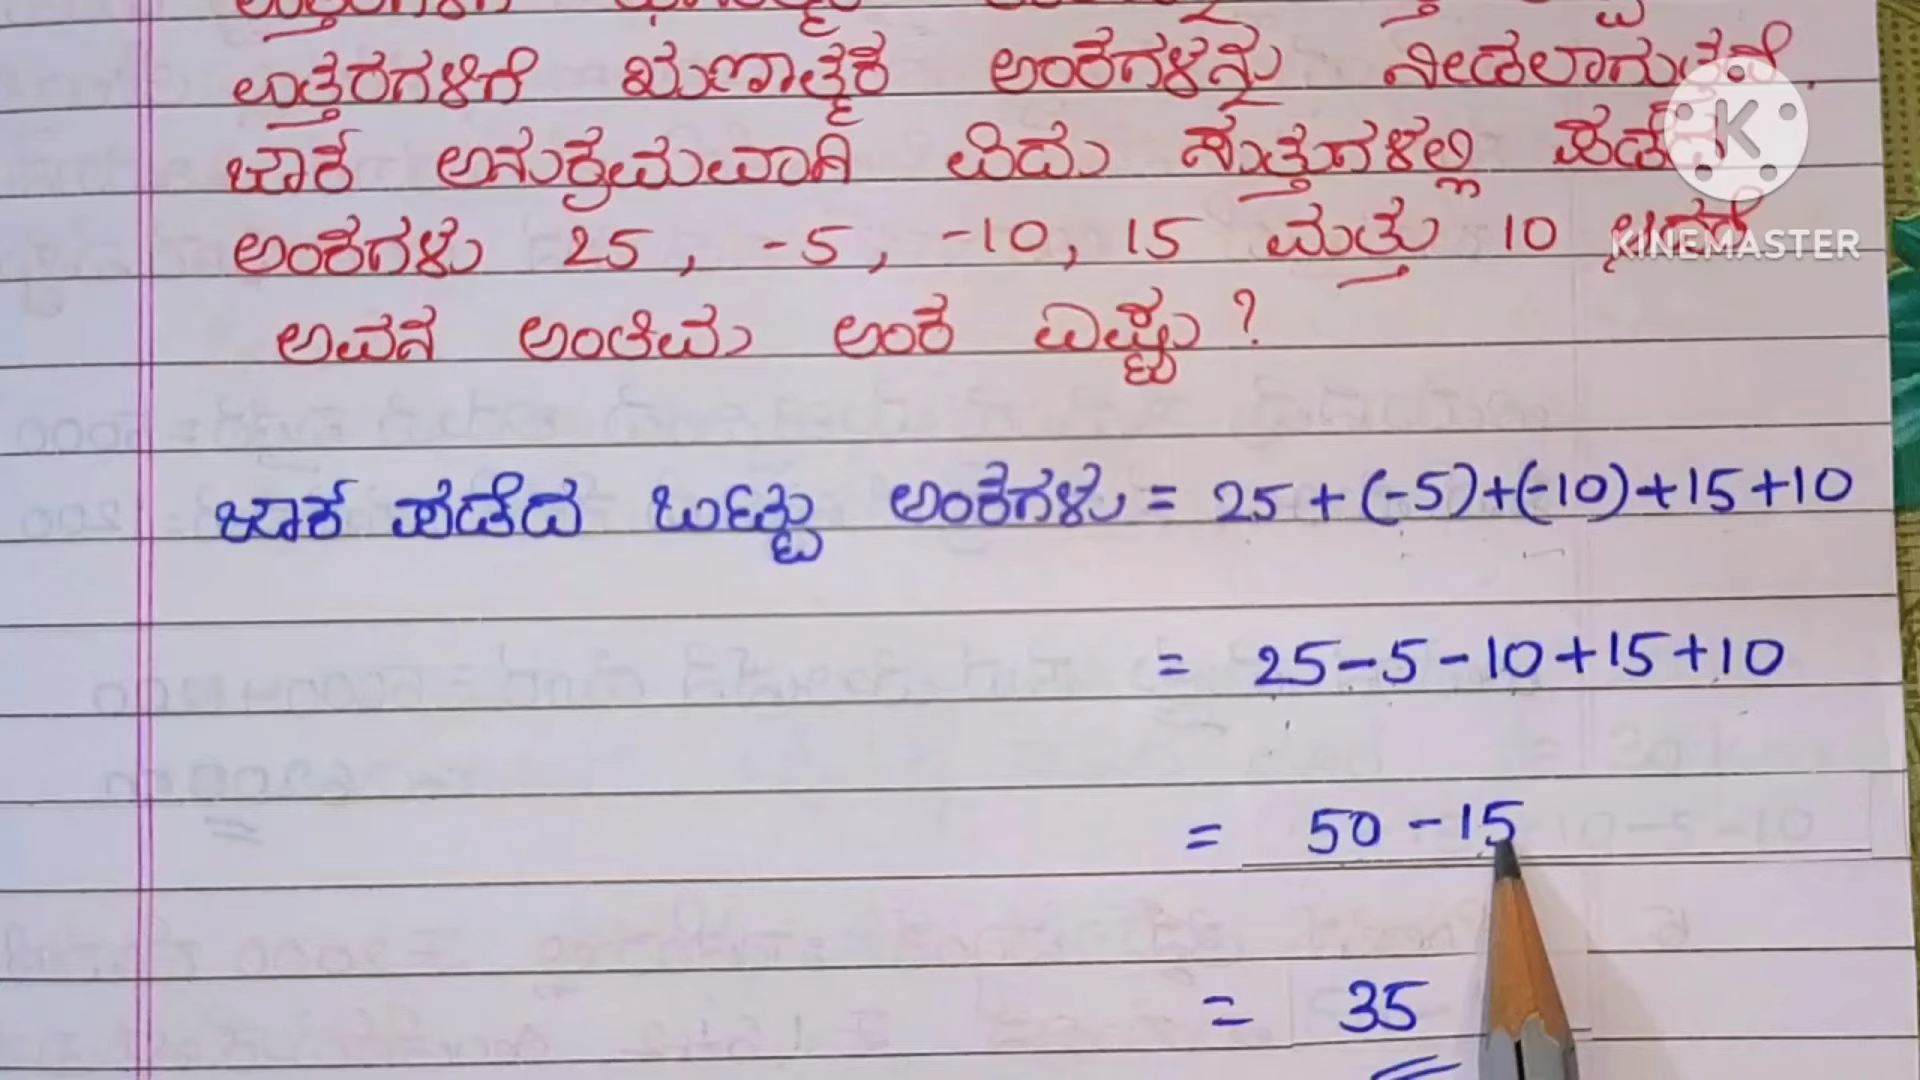 ಉತ್ತರಗಳಿಗೆ ಋಣಾತ್ಮಕ ಅಂಕಗಳನ್ನು ನೀಡಲಾಗುತ್ತದೆ.
ಜಾಕ್ ಅನುಕ್ರಮವಾಗಿ ಐದು ಸುತ್ತುಗಳಲ್ಲಿ
ಅಂಕಗಳು 25, -5, -10, 15 ಮತ್ತು 10 ಆದರೆ
ಅವನ ಅಂತಿಮ ಅಂಕ ಎಷ್ಟು?
ಜಾಕ್ ಪಡೆದ ಒಟ್ಟು ಅಂಕಗಳು = 25 + (-5)+(-10)+15+10
= 25-5-10+15+10
= 50-15
= 35
K
KINEMASTER